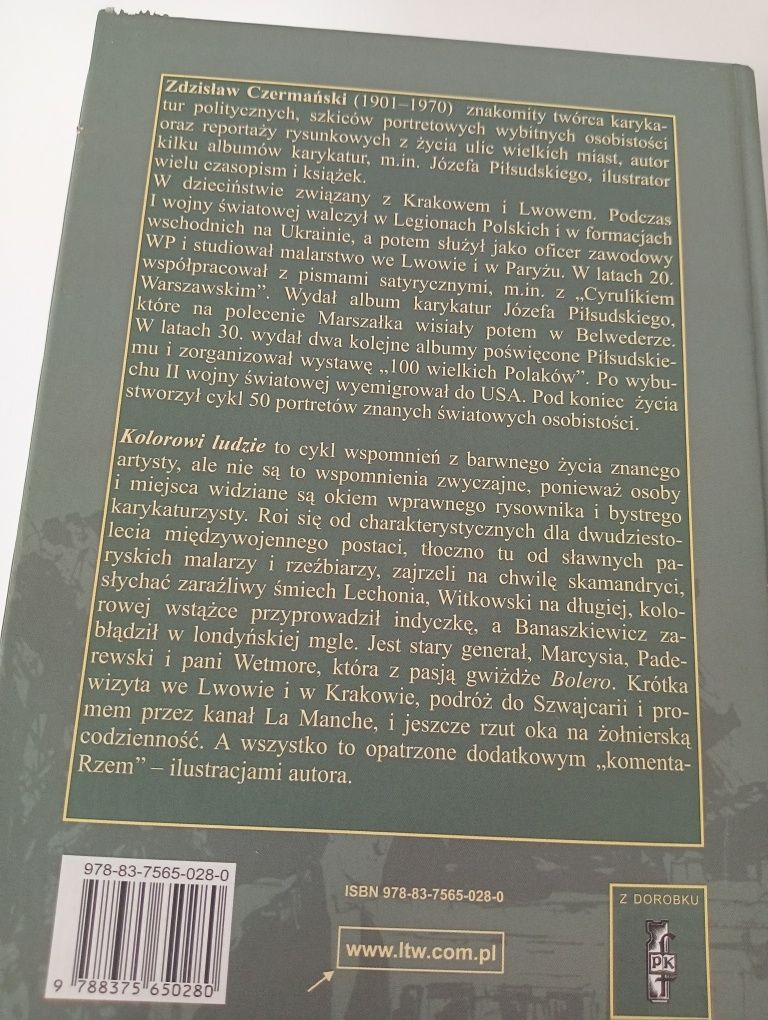 Zdzisław Czermański (1901–1970) znakomity twórca karyka-
tur politycznych, szkiców portretowych wybitnych osobistości
oraz reportaży rysunkowych z życia ulic wielkich miast, autor
kilku albumów karykatur, m.in. Józefa Piłsudskiego, ilustrator
wielu czasopism i książek.
W dzieciństwie związany z Krakowem i Lwowem. Podczas
I wojny światowej walczył w Legionach Polskich i w formacjach
wschodnich na Ukrainie, a potem służył jako oficer zawodowy
WP i studiował malarstwo we Lwowie i w Paryżu. W latach 20.
współpracował z pismami satyrycznymi, m.in. z „Cyrulikiem
Warszawskim”. Wydał album karykatur Józefa Piłsudskiego,
które na polecenie Marszałka wisiały potem w Belwederze.
W latach 30. wydał dwa kolejne albumy poświęcone Piłsudskie-
mu i zorganizował wystawę „100 wielkich Polaków”. Po wybu-
chu II wojny światowej wyemigrował do USA. Pod koniec życia
stworzył cykl 50 portretów znanych światowych osobistości.
Kolorowi ludzie to cykl wspomnień z barwnego życia znanego
artysty, ale nie są to wspomnienia zwyczajne, ponieważ osoby
i miejsca widziane są okiem wprawnego rysownika i bystrego
karykaturzysty. Roi się od charakterystycznych dla dwudziesto-
lecia międzywojennego postaci, tłoczno tu od sławnych pa-
ryskich malarzy i rzeźbiarzy, zajrzeli na chwilę skamandryci,
słychać zaraźliwy śmiech Lechonia, Witkowski na długiej, kolo-
rowej wstążce przyprowadził indyczkę, a Banaszkiewicz za-
błądził w londyńskiej mgle. Jest stary generał, Marcysia, Pade-
rewski i pani Wetmore, która z pasją gwiżdże Bolero. Krótka
wizyta we Lwowie i w Krakowie, podróż do Szwajcarii i pro-
mem przez kanał La Manche, i jeszcze rzut oka na żołnierską
codzienność. A wszystko to opatrzone dodatkowym „komenta-
Rzem” – ilustracjami autora.
978-83-7565-028-0
9 788375 650280
ISBN 978-83-7565-028-0
www.ltw.com.pl
Z DOROBKU
PK